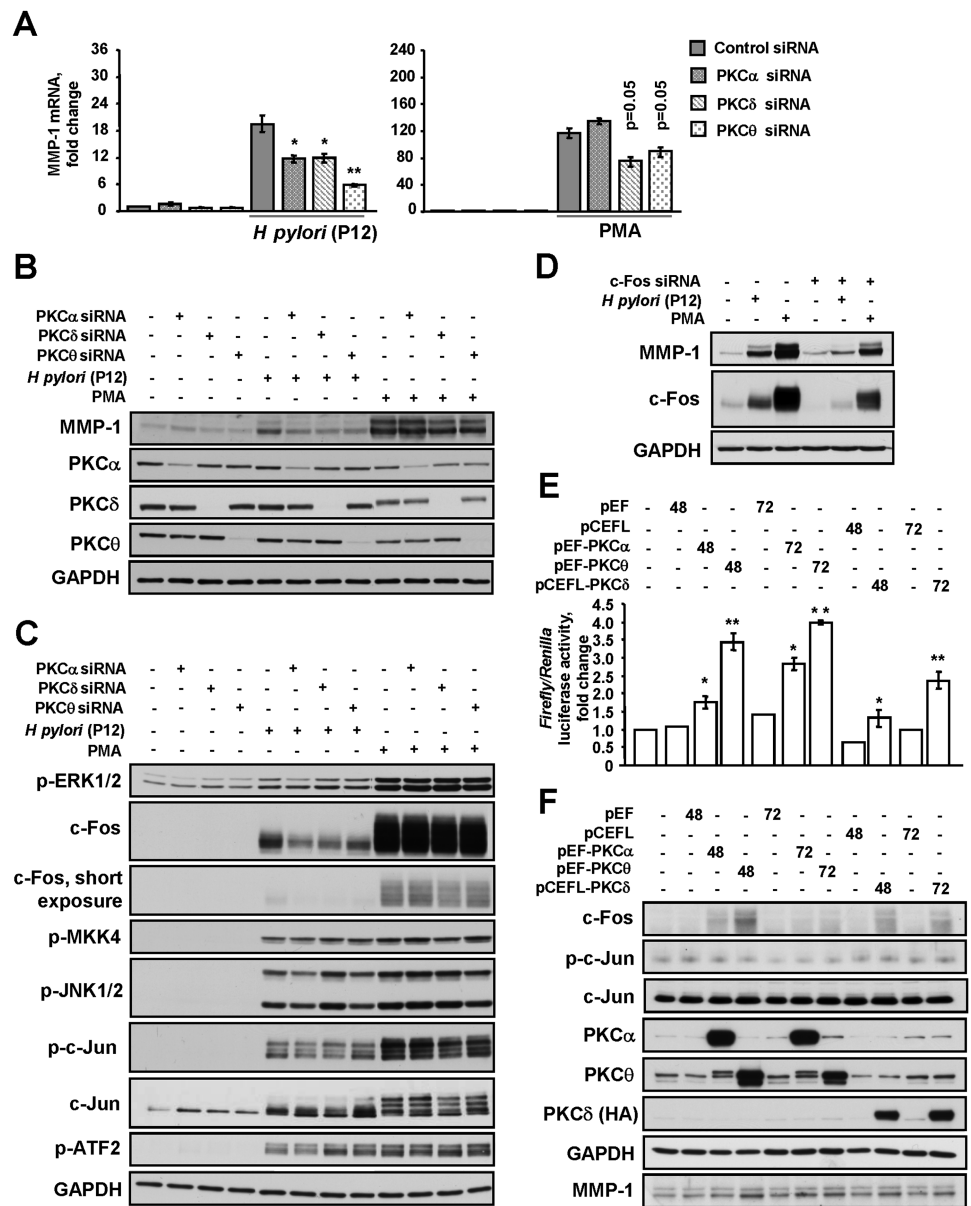 A
MMP-1 mRNA,
fold change
36
30
24
18
12
6
0
* * **
H pylori (P12)
240
200
160
120
80
40
0
p=0.05 p=0.05
PMA
Control siRNA
PKCα siRNA
PKCδ siRNA
PKCθ siRNA
B
PKCα siRNA - + - - - + - - - + - -
PKCδ siRNA - - + - - - + - - - + -
PKCθ siRNA - - - + - - - + - - - +
H pylori (P12) - - - - + + + + - - - -
PMA - - - - - - - - + + + +
MMP-1
PKCα
PKCδ
PKCθ
GAPDH
C
PKCα siRNA - + - - - + - - - + - -
PKCδ siRNA - - + - - - + - - - + -
PKCθ siRNA - - - + - - - + - - - +
H pylori (P12) - - - - + + + + - - - -
PMA - - - - - - - - + + + +
p-ERK1/2
c-Fos
c-Fos, short
exposure
p-MKK4
p-JNK1/2
p-c-Jun
c-Jun
p-ATF2
GAPDH
D
c-Fos siRNA - - - + + +
H pylori (P12) - + - - + -
PMA - - + - - +
MMP-1
c-Fos
GAPDH
E
pEF - 48 - - 72 - - - - - -
pCEFL - - - - - - - 48 - 72 -
pEF-PKCα - - 48 - - 72 - - - - -
pEF-PKCθ - - - 48 - - 72 - - - -
pCEFL-PKCδ - - - - - - - - 48 - 72
Firefly/Renilla
luciferase activity,
fold change
4.5
4.0
3.5
3.0
2.5
2.0
1.5
1.0
0.5
0
* ** * ** * **
F
pEF - 48 - - 72 - - - - - -
pCEFL - - - - - - - 48 - 72 -
pEF-PKCα - - 48 - - 72 - - - - -
pEF-PKCθ - - - 48 - - 72 - - - -
pCEFL-PKCδ - - - - - - - - 48 - 72
c-Fos
p-c-Jun
c-Jun
PKCα
PKCθ
PKCδ (HA)
GAPDH
MMP-1